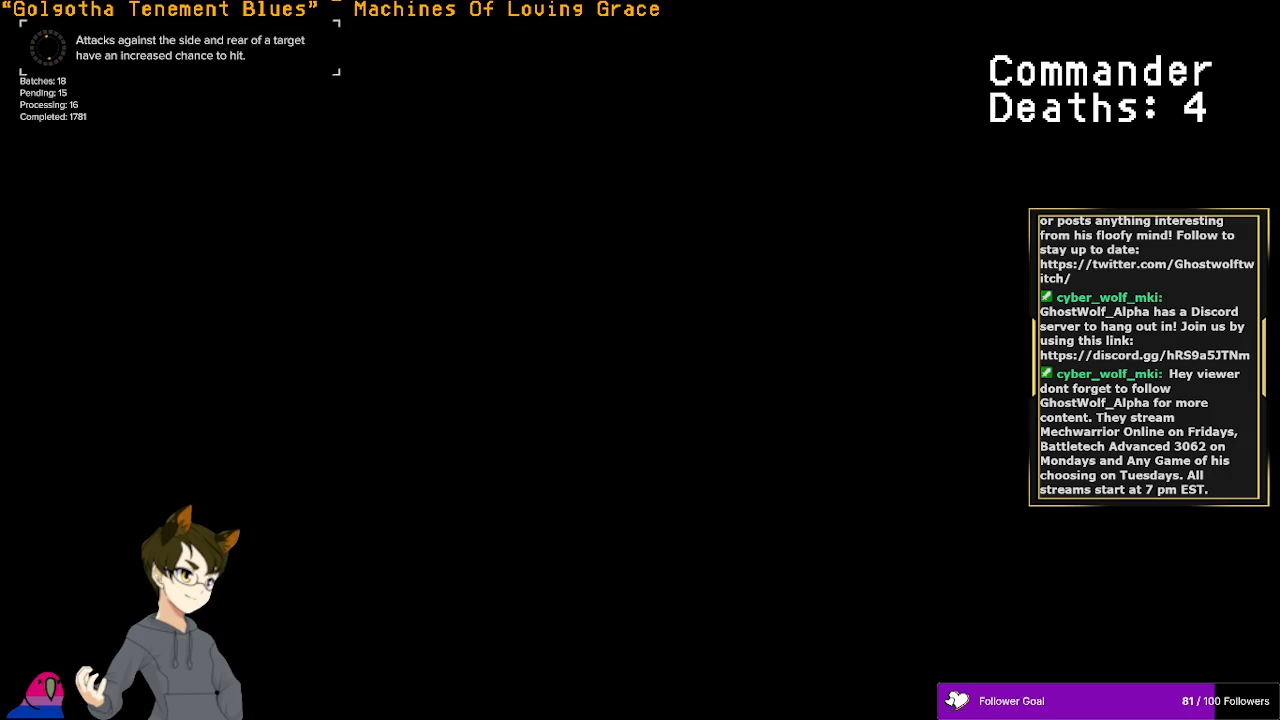 "Golgotha Tenement Blues" - Machines Of Loving Grace
Attacks against the side and rear of a target
have an increased chance to hit.
Batches: 18
Pending: 15
Processing: 16
Completed: 1781
Commander
Deaths: 4
or posts anything interesting
from his floofy mind! Follow to
stay up to date:
https://twitter.com/Ghostwolftw
itch/
cyber_wolf_mki:
GhostWolf_Alpha has a Discord
server to hang out in! Join us by
using this link:
https://discord.gg/hRS9a5JTNm
cyber_wolf_mki: Hey viewer
dont forget to follow
GhostWolf_Alpha for more
content. They stream
Mechwarrior Online on Fridays,
Battletech Advanced 3062 on
Mondays and Any Game of his
choosing on Tuesdays. All
streams start at 7 pm EST.
Follower Goal
81 / 100 Followers